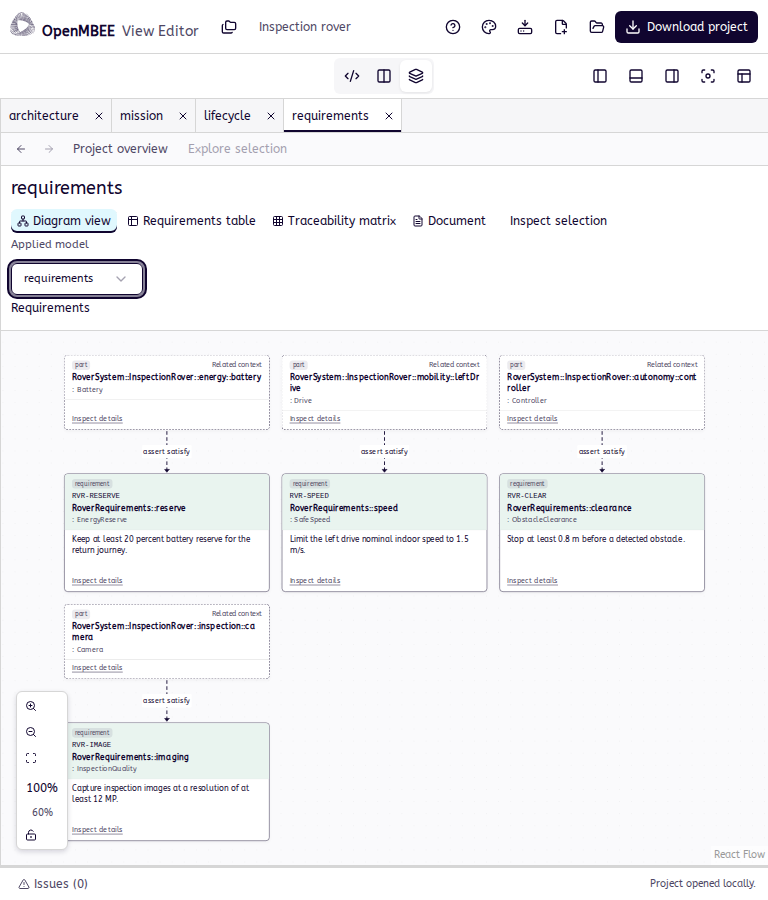 OpenMBEE View Editor
Inspection rover
Download project
architecture
mission
lifecycle
requirements
Project overview
Explore selection
requirements
Diagram view
Requirements table
Traceability matrix
Document
Inspect selection
Applied model
requirements
Requirements
part
Related context
RoverSystem::InspectionRover::energy::battery
: Battery
Inspect details
part
Related context
RoverSystem::InspectionRover::mobility::leftDr
ive
: Drive
Inspect details
part
Related context
RoverSystem::InspectionRover::autonomy::cont
roller
: Controller
Inspect details
assert satisfy
assert satisfy
assert satisfy
requirement
RVR-RESERVE
RoverRequirements::reserve
: EnergyReserve
Keep at least 20 percent battery reserve for the
return journey.
Inspect details
requirement
RVR-SPEED
RoverRequirements::speed
: SafeSpeed
Limit the left drive nominal indoor speed to 1.5
m/s.
Inspect details
requirement
RVR-CLEAR
RoverRequirements::clearance
: ObstacleClearance
Stop at least 0.8 m before a detected obstacle.
Inspect details
part
Related context
RoverSystem::InspectionRover::inspection::ca
mera
: Camera
Inspect details
assert satisfy
requirement
RVR-IMAGE
RoverRequirements::imaging
: InspectionQuality
Capture inspection images at a resolution of at
least 12 MP.
Inspect details
100%
60%
React Flow
Issues (0)
Project opened locally.